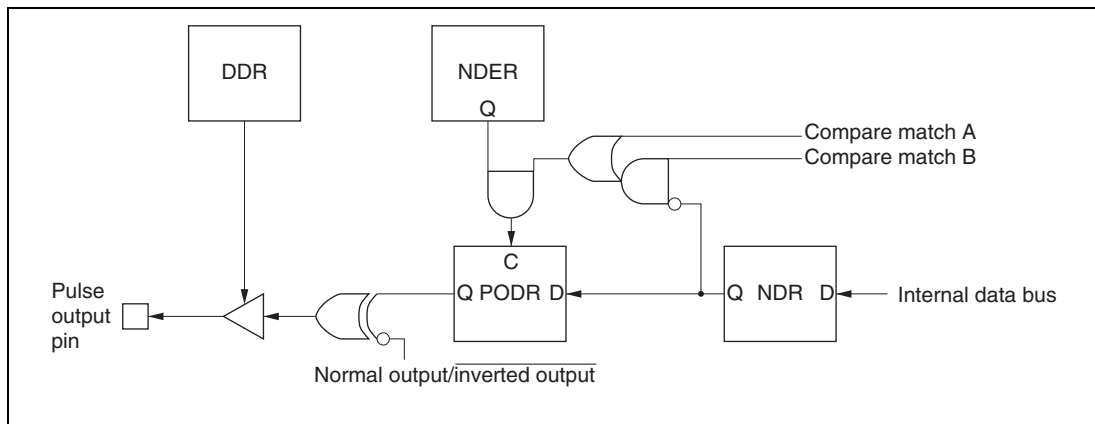 DDR
NDER
Q
Compare match A
Compare match B
C
Q PODR D
Q NDR D
Internal data bus
Pulse
output
pin
Normal output/inverted output